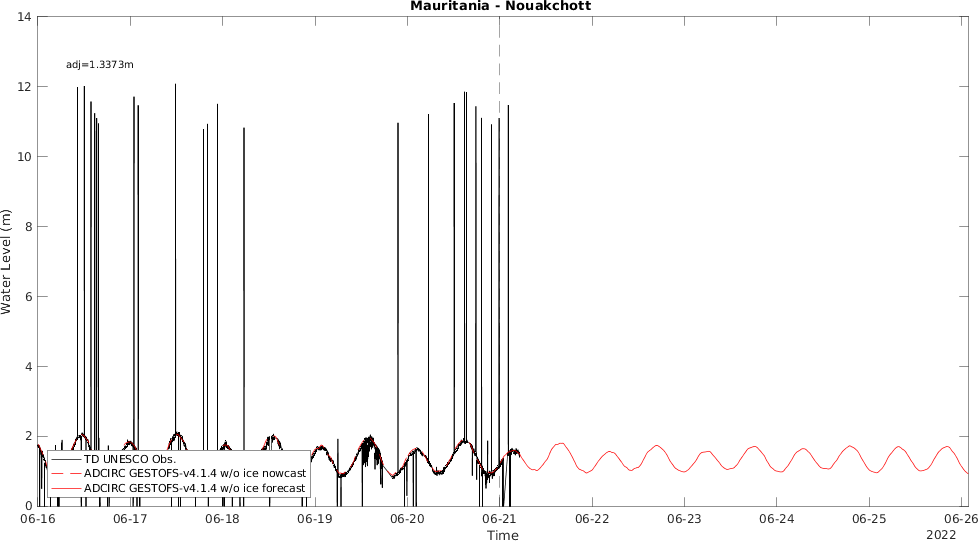 Mauritania - Nouakchott
14
adj=1.3373m
12
10
8
Water Level (m)
6
4
2
TD UNESCO Obs.
ADCIRC GESTOFS-v4.1.4 w/o ice nowcast
ADCIRC GESTOFS-v4.1.4 w/o ice forecast
0
06-16 06-17 06-18 06-19 06-20 06-21 06-22 06-23 06-24 06-25 06-26
Time 2022